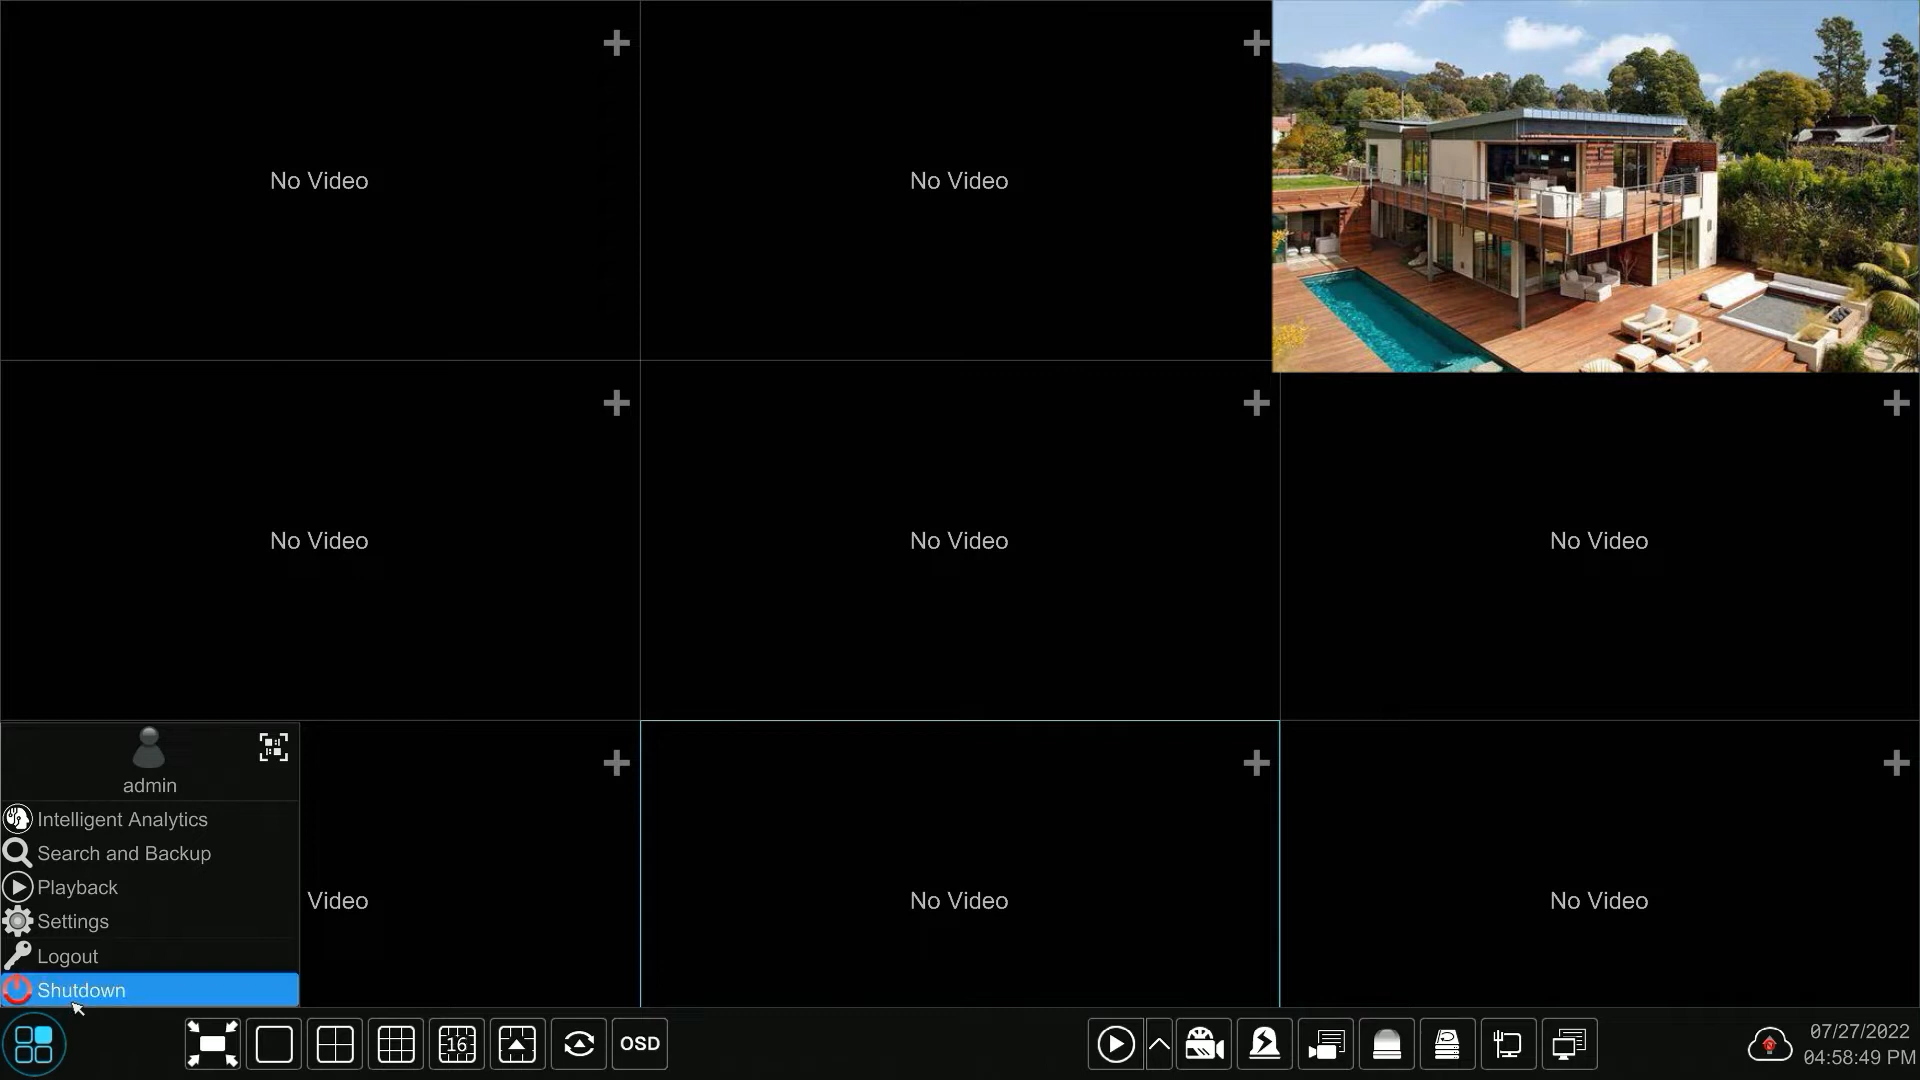 No Video
No Video
No Video
No Video
No Video
admin
Intelligent Analytics
Search and Backup
Playback
Settings
Logout
Shutdown
Video
No Video
No Video
16
OSD
07/27/2022
04:58:49 PM